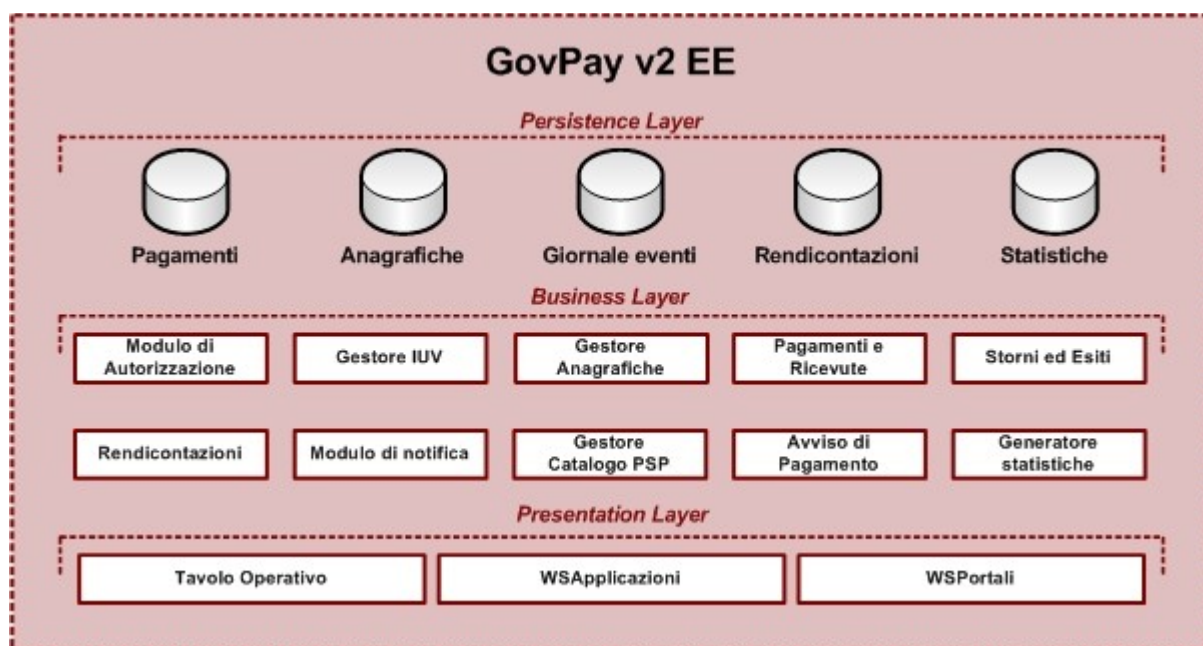 GovPay v2 EE
Persistence Layer
Pagamenti
Anagrafiche
Giornale eventi
Rendicontazioni
Statistiche
Business Layer
Modulo di
Autorizzazione
Gestore IUV
Gestore
Anagrafiche
Pagamenti e
Ricevute
Storni ed Esiti
Rendicontazioni
Modulo di notifica
Gestore
Catalogo PSP
Avviso di
Pagamento
Generatore
statistiche
Presentation Layer
Tavolo Operativo
WSApplicazioni
WSPortali